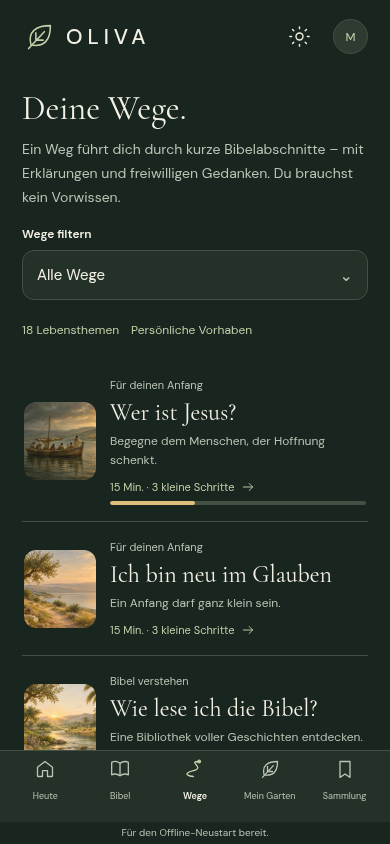 OLIVA
M
Deine Wege.
Ein Weg führt dich durch kurze Bibelabschnitte – mit
Erklärungen und freiwilligen Gedanken. Du brauchst
kein Vorwissen.
Wege filtern
Alle Wege
18 Lebensthemen Persönliche Vorhaben
Für deinen Anfang
Wer ist Jesus?
Begegne dem Menschen, der Hoffnung
schenkt.
15 Min. · 3 kleine Schritte →
Für deinen Anfang
Ich bin neu im Glauben
Ein Anfang darf ganz klein sein.
15 Min. · 3 kleine Schritte →
Bibel verstehen
Wie lese ich die Bibel?
Eine Bibliothek voller Geschichten entdecken.
Heute Bibel Wege Mein Garten Sammlung
Für den Offline-Neustart bereit.